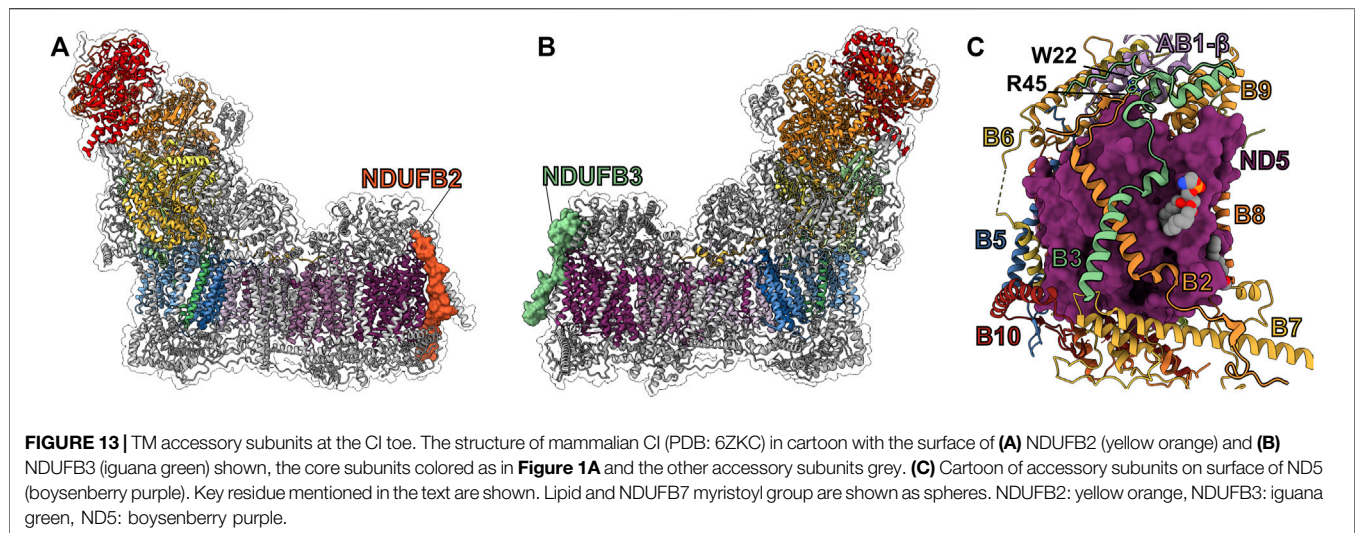 A
B
C
NDUFB2
NDUFB3
AB1-β
W22
R45
B9
B6
ND5
B8
B5
B3
B2
B7
B10
FIGURE 13 | TM accessory subunits at the CI toe. The structure of mammalian CI (PDB: 6ZKC) in cartoon with the surface of (A) NDUFB2 (yellow orange) and (B)
NDUFB3 (iguana green) shown, the core subunits colored as in Figure 1A and the other accessory subunits grey. (C) Cartoon of accessory subunits on surface of ND5
(boysenberry purple). Key residue mentioned in the text are shown. Lipid and NDUFB7 myristoyl group are shown as spheres. NDUFB2: yellow orange, NDUFB3: iguana
green, ND5: boysenberry purple.